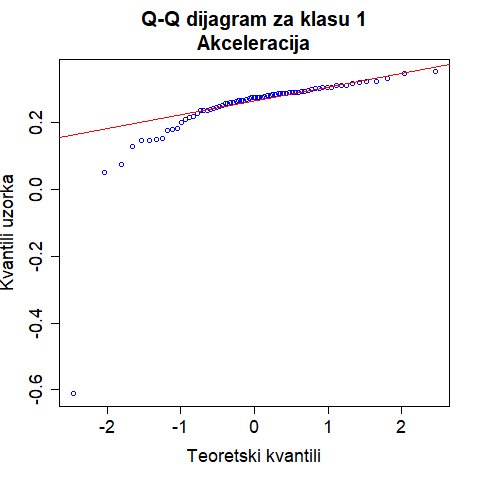 Q-Q dijagram za klasu 1
Akceleracija
Kvantili uzorka
0.2
0.0
-0.2
-0.4
-0.6
-2
-1
0
1
2
Teoretski kvantili